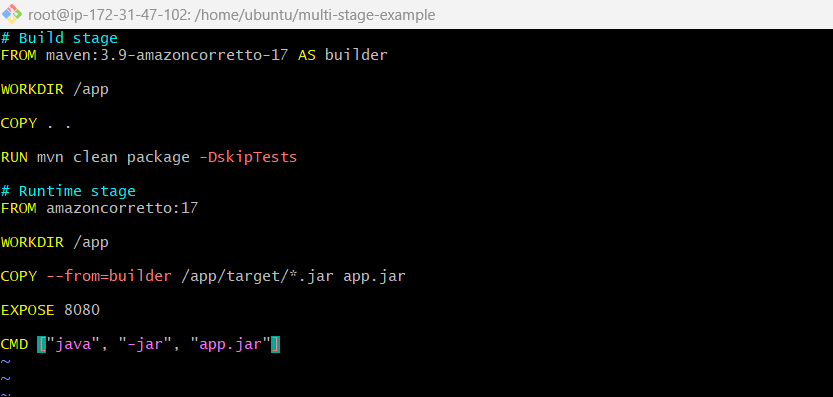 root@ip-172-31-47-102: /home/ubuntu/multi-stage-example
# Build stage
FROM maven:3.9-amazoncorretto-17 AS builder
WORKDIR /app
COPY . .
RUN mvn clean package -DskipTests
# Runtime stage
FROM amazoncorretto:17
WORKDIR /app
COPY --from=builder /app/target/*.jar app.jar
EXPOSE 8080
CMD ["java", "-jar", "app.jar"]
~
~
~